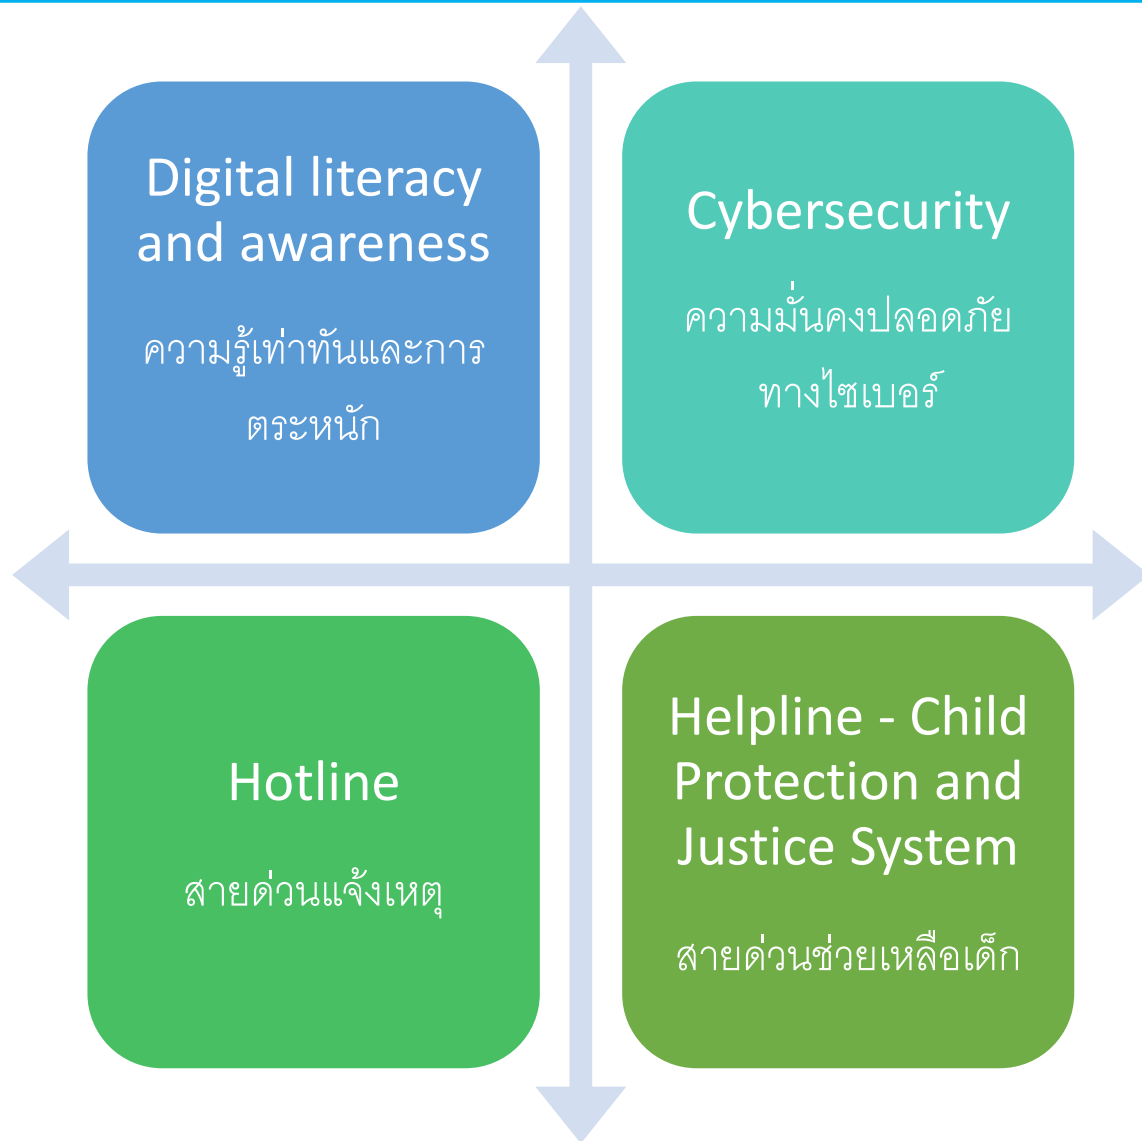 Digital literacy
and awareness
ความรู้เท่าทันและการ
ตระหนัก
Cybersecurity
ความมั่นคงปลอดภัย
ทางไซเบอร์
Hotline
สายด่วนแจ้งเหตุ
Helpline - Child
Protection and
Justice System
สายด่วนช่วยเหลือเด็ก